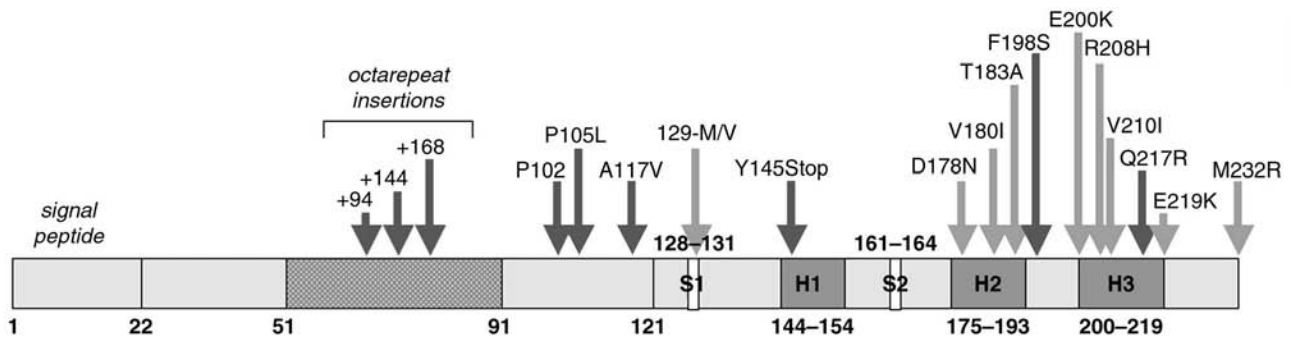 E200K
F198S
R208H
octarepeat
insertions
T183A
P105L
129-M/V
V180I
V210I
+168
+144
+94
P102
A117V
Y145Stop
D178N
Q217R
M232R
E219K
signal
peptide
128–131
161–164
S1
H1
S2
H2
H3
1
22
51
91
121
144–154
175–193
200–219